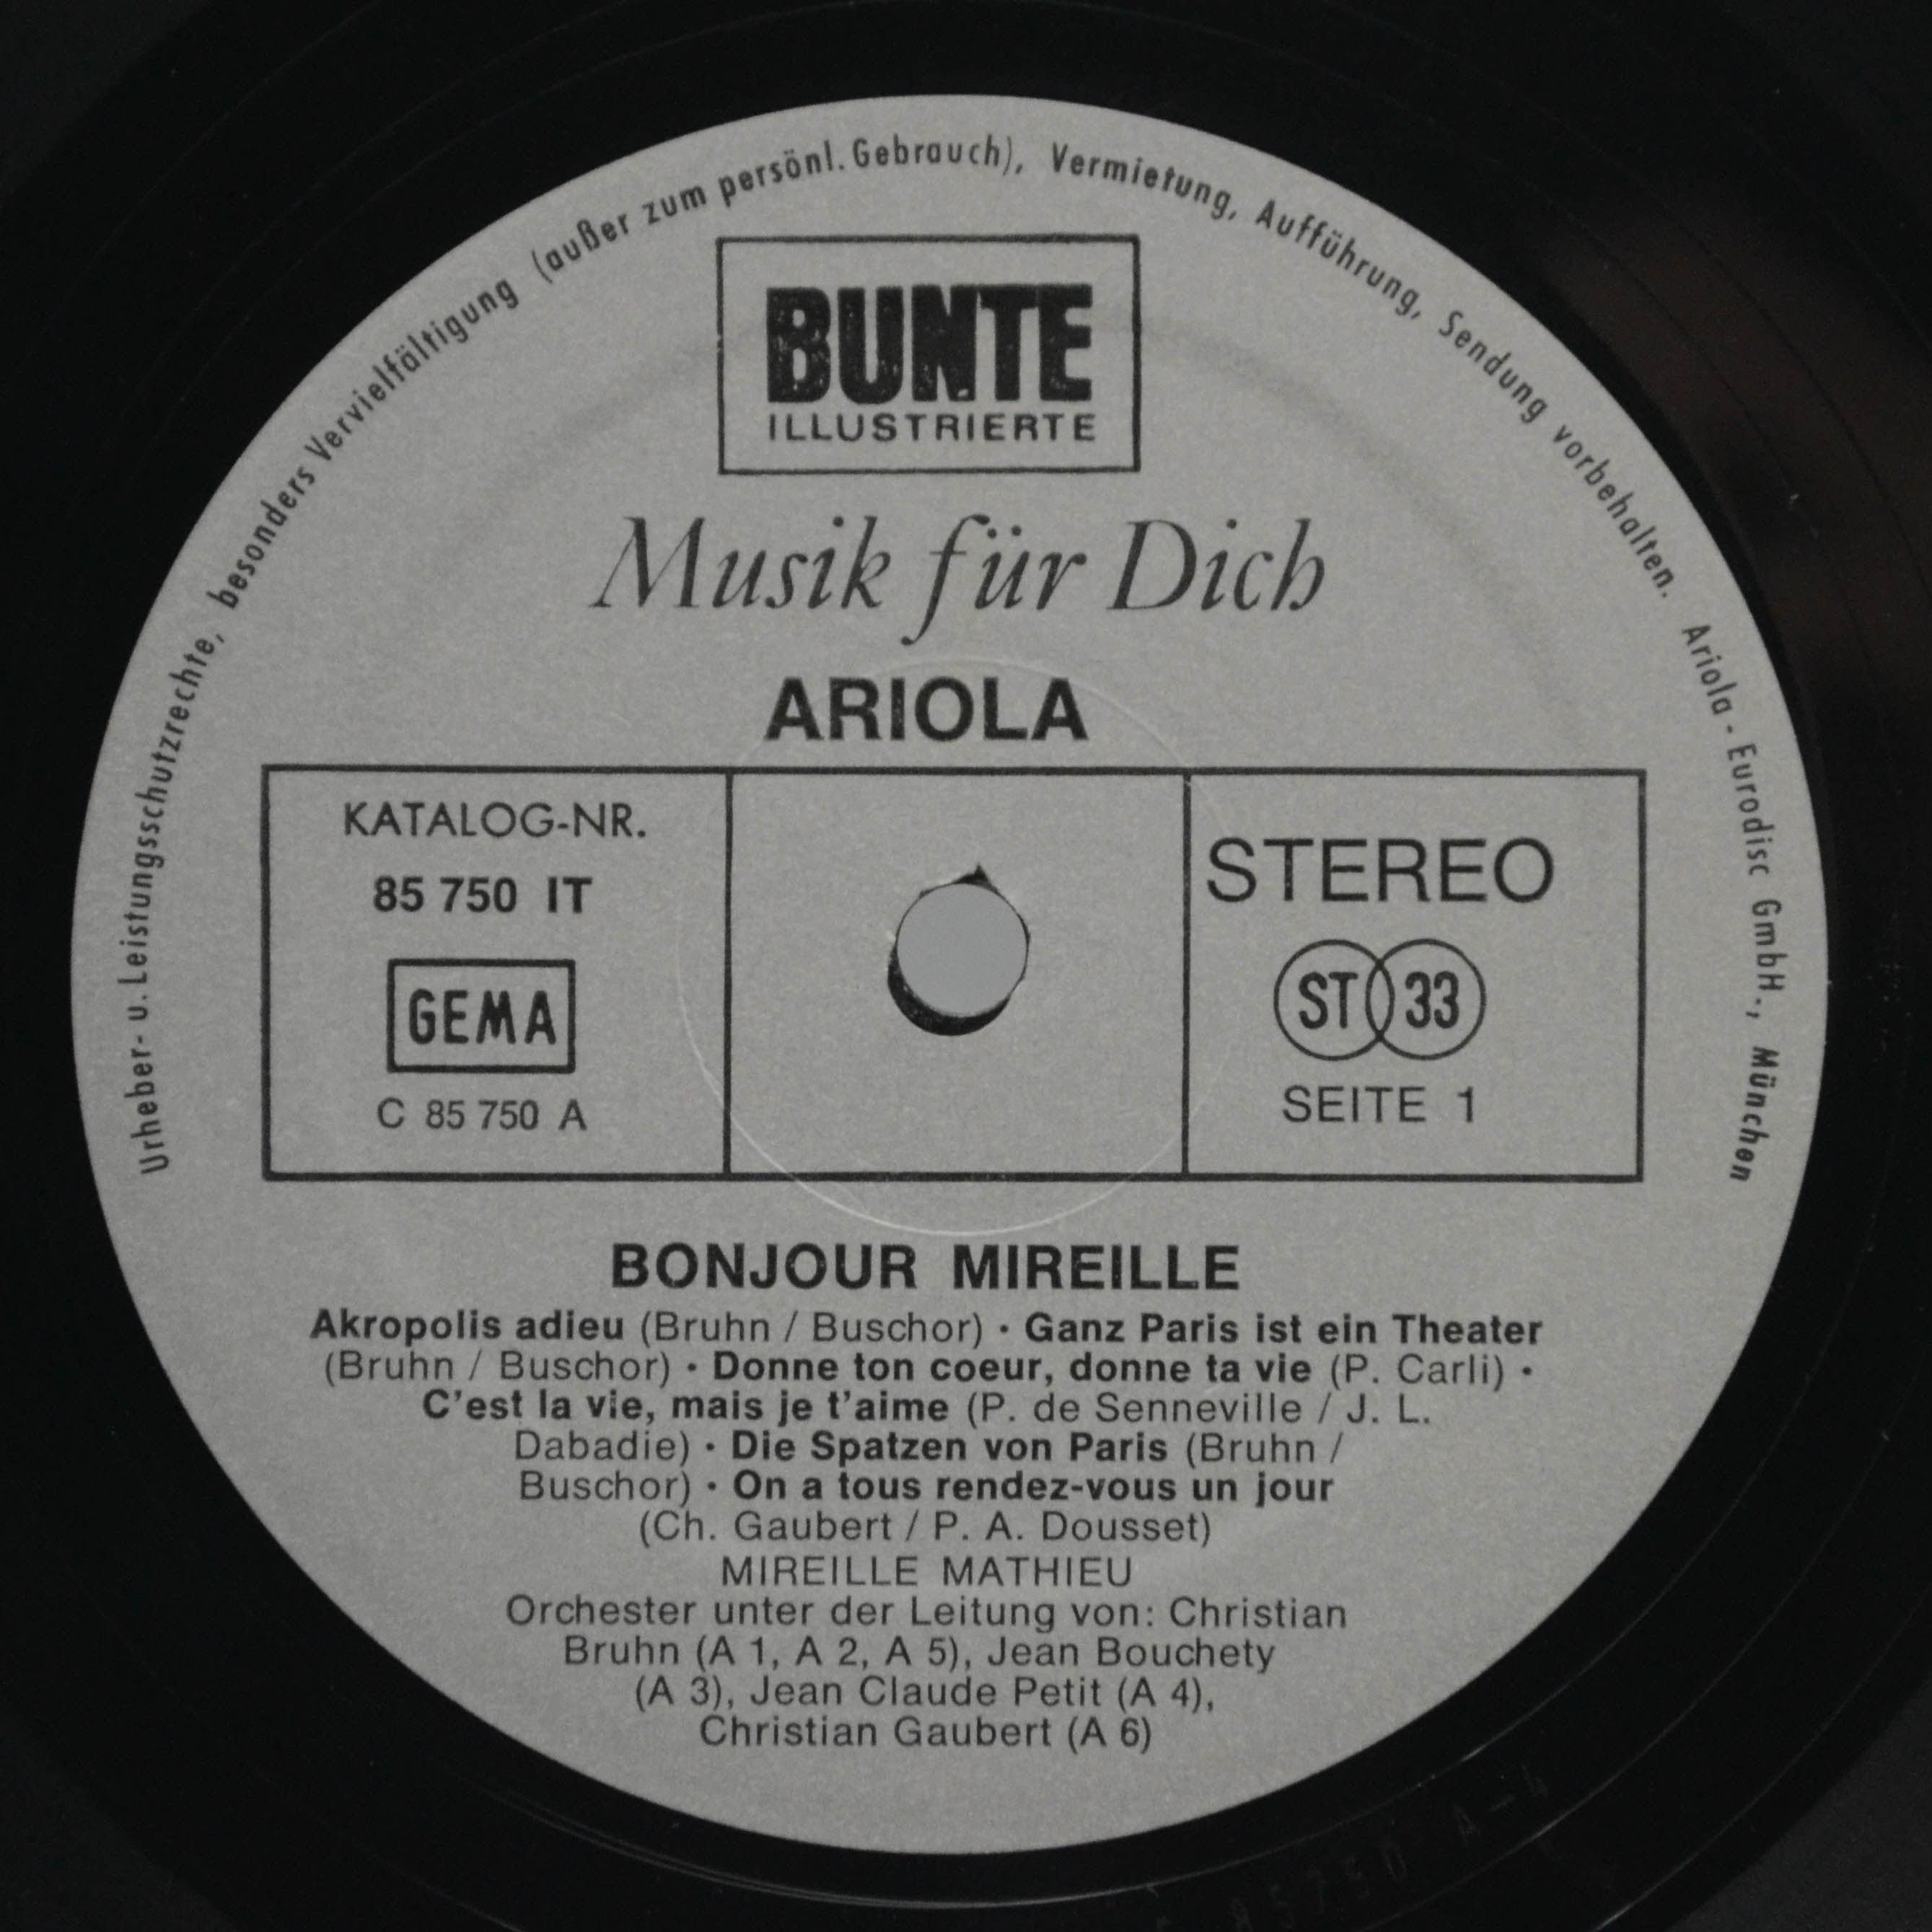 Urheber- u. Leistungsschutzrechte, besonders Vervielfältigung (außer zum persönl. Gebrauch), Vermietung, Aufführung, Sendung vorbehalten. Ariola - Eurodisc GmbH., München
BUNTE
ILLUSTRIERTE
Musik für Dich
ARIOLA
KATALOG-NR.
85 750 IT
GEMA
C 85 750 A
STEREO
ST 33
SEITE 1
BONJOUR MIREILLE
Akropolis adieu (Bruhn / Buschor) · Ganz Paris ist ein Theater
(Bruhn / Buschor) · Donne ton coeur, donne ta vie (P. Carli) ·
C'est la vie, mais je t'aime (P. de Senneville / J. L.
Dabadie) · Die Spatzen von Paris (Bruhn /
Buschor) · On a tous rendez-vous un jour
(Ch. Gaubert / P. A. Dousset)
MIREILLE MATHIEU
Orchester unter der Leitung von: Christian
Bruhn (A 1, A 2, A 5), Jean Bouchety
(A 3), Jean Claude Petit (A 4),
Christian Gaubert (A 6)